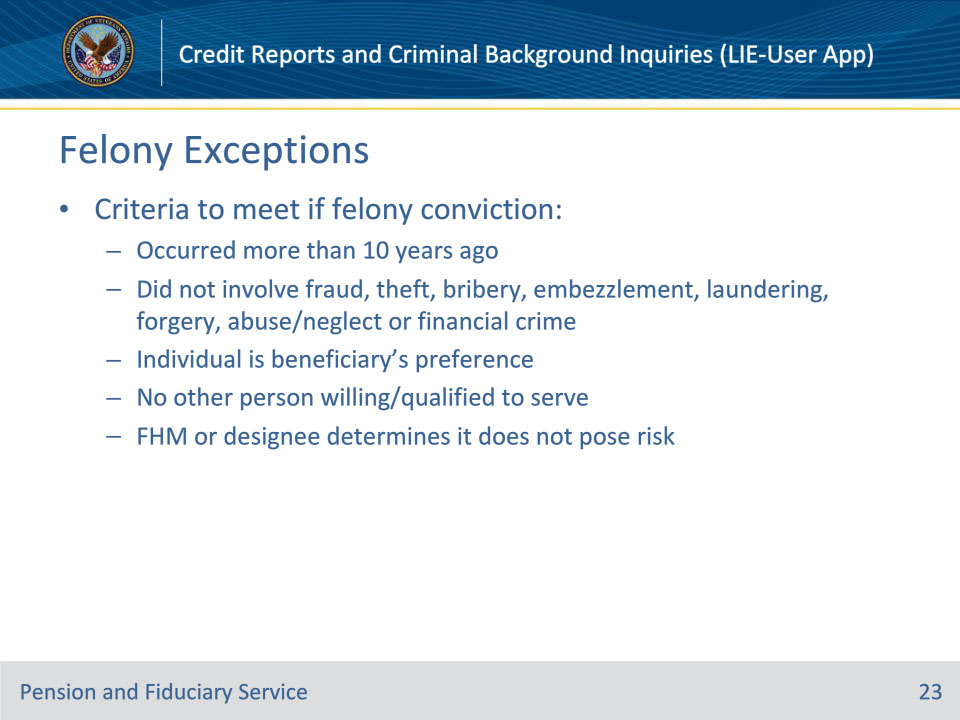 Credit Reports and Criminal Background Inquiries (LIE-User App)
Felony Exceptions
• Criteria to meet if felony conviction:
– Occurred more than 10 years ago
– Did not involve fraud, theft, bribery, embezzlement, laundering,
forgery, abuse/neglect or financial crime
– Individual is beneficiary’s preference
– No other person willing/qualified to serve
– FHM or designee determines it does not pose risk
Pension and Fiduciary Service
23